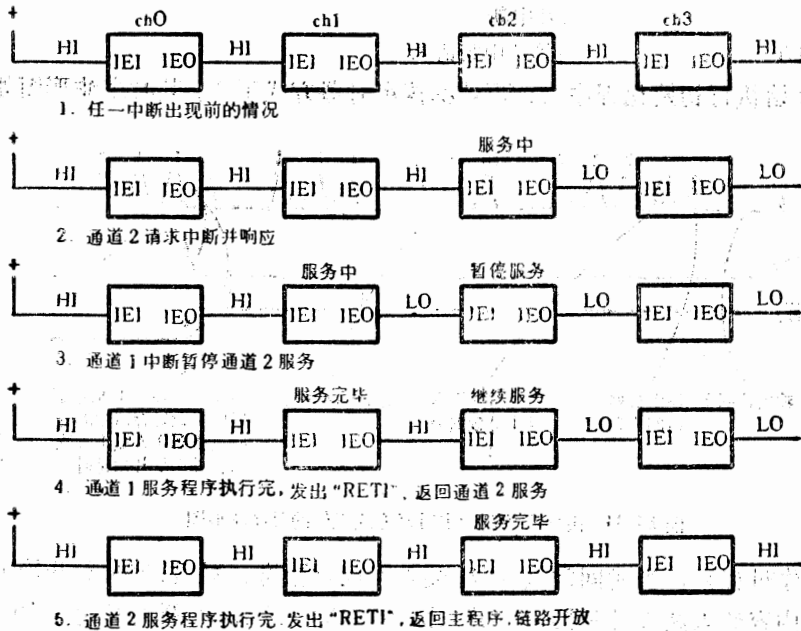 ch0 ch1 ch2 ch3
+ HI IEI IEO HI IEI IEO HI IEI IEO HI IEI IEO HI
1. 任一中断出现前的情况
服务中
+ HI IEI IEO HI IEI IEO HI IEI IEO LO IEI IEO LO
2. 通道2请求中断并响应
服务中 暂停服务
+ HI IEI IEO HI IEI IEO LO IEI IEO LO IEI IEO LO
3. 通道1中断暂停通道2服务
服务完毕 继续服务
+ HI IEI IEO HI IEI IEO HI IEI IEO LO IEI IEO LO
4. 通道1服务程序执行完,发出“RETI”,返回通道2服务
服务完毕
+ HI IEI IEO HI IEI IEO HI IEI IEO HI IEI IEO HI
5. 通道2服务程序执行完.发出“RETI”,返回主程序.链路开放